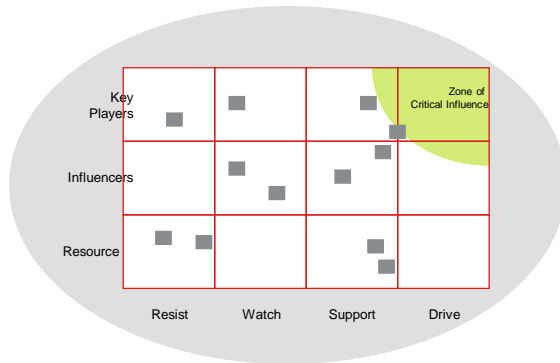 Zone of
Critical Influence
Key
Players
Influencers
Resource
Resist Watch Support Drive